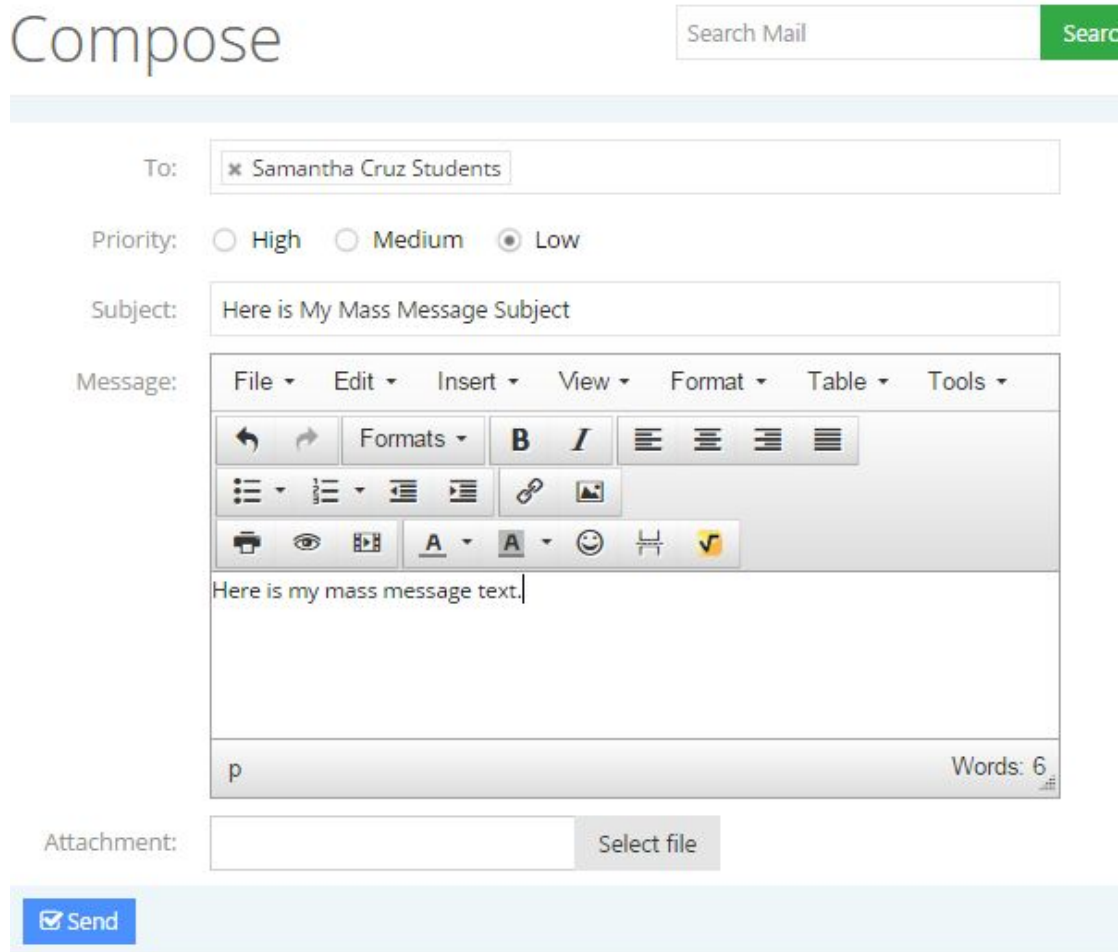 Compose
Search Mail
Searc
To:
× Samantha Cruz Students
Priority:
High Medium Low
Subject:
Here is My Mass Message Subject
Message:
File Edit Insert View Format Table Tools
Formats B I
A A
Here is my mass message text.
p Words: 6
Attachment:
Select file
Send